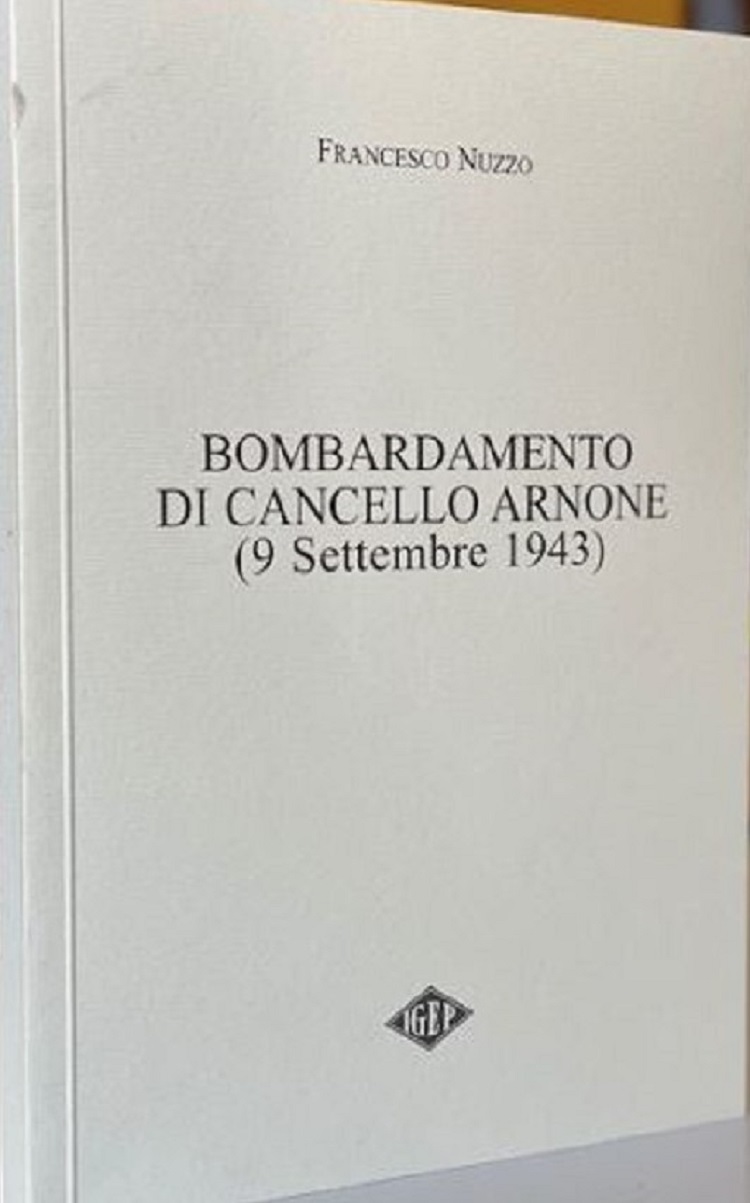 FRANCESCO NUZZO
BOMBARDAMENTO
DI CANCELLO ARNONE
(9 Settembre 1943)
IGEP